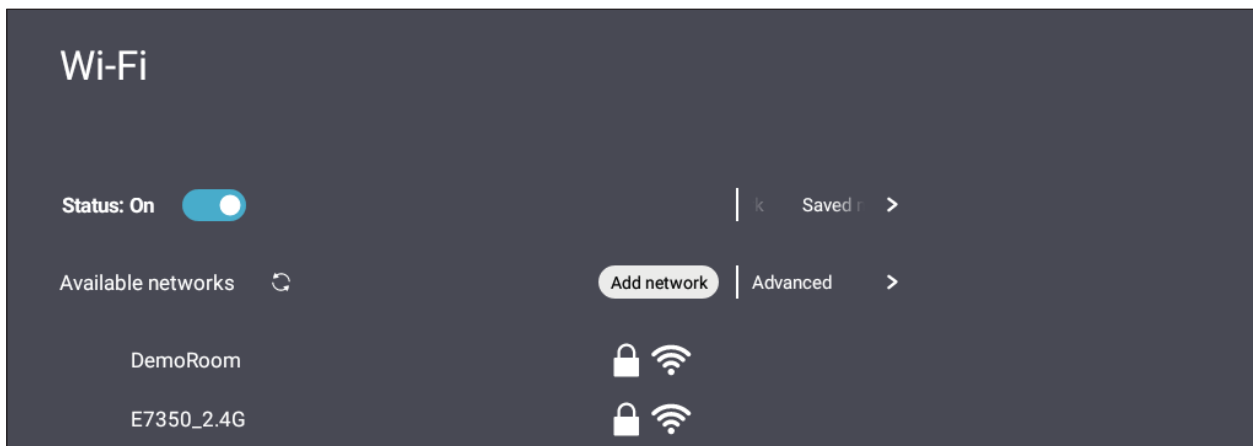 Wi-Fi
Status: On
k Saved
Available networks
Add network
Advanced
DemoRoom
E7350_2.4G